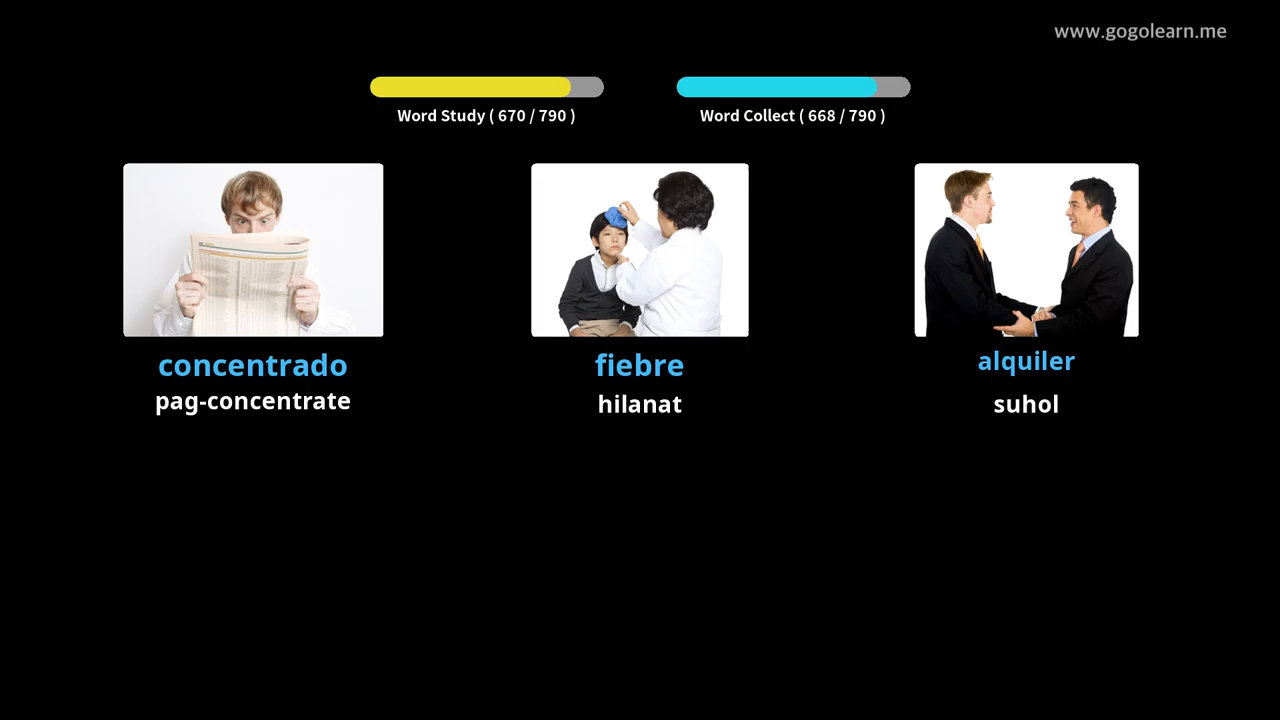 www.gogolearn.me
Word Study ( 670 / 790 )
Word Collect ( 668 / 790 )
concentrado
pag-concentrate
fiebre
hilanat
alquiler
suhol